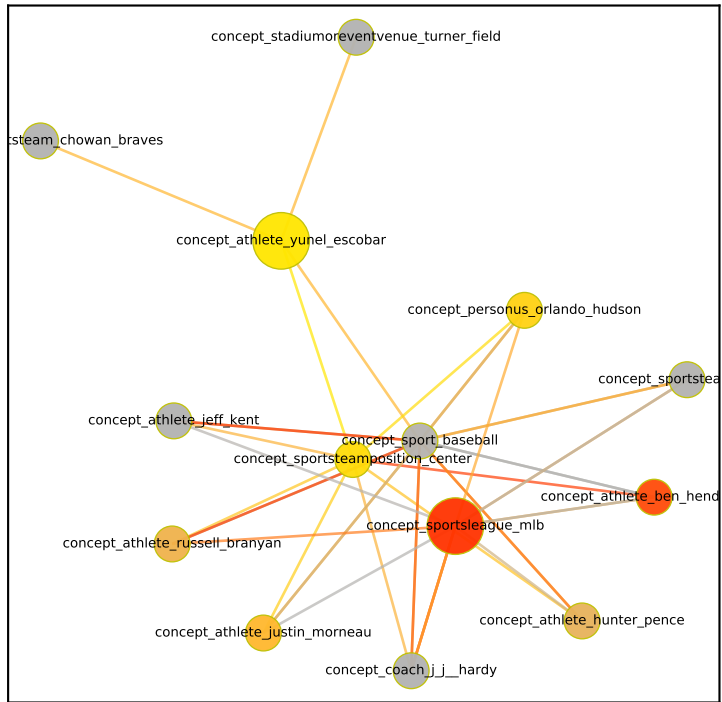 concept_stadiumoreventvenue_turner_field
tsteam_chowan_braves
concept_athlete_yunel_escobar
concept_personus_orlando_hudson
concept_sportstea
concept_athlete_jeff_kent
concept_sport_baseball
concept_sportsteamposition_center
concept_athlete_ben_hend
concept_sportsleague_mlb
concept_athlete_russell_branyan
concept_athlete_hunter_pence
concept_athlete_justin_morneau
concept_coach_j_j__hardy